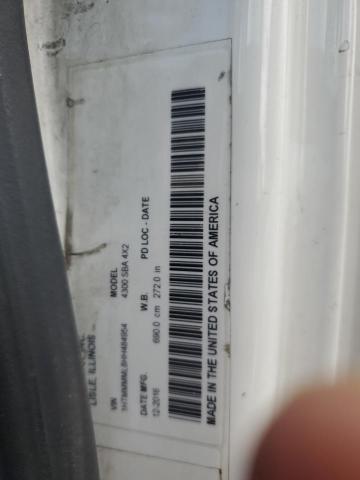 LISLE, ILLINOIS
VIN MODEL
1HTMMMML8HH484954 4300 SBA 4X2
DATE MFG. W.B. PD LOC - DATE
12-2016 690.0 cm 272.0 in
MADE IN THE UNITED STATES OF AMERICA